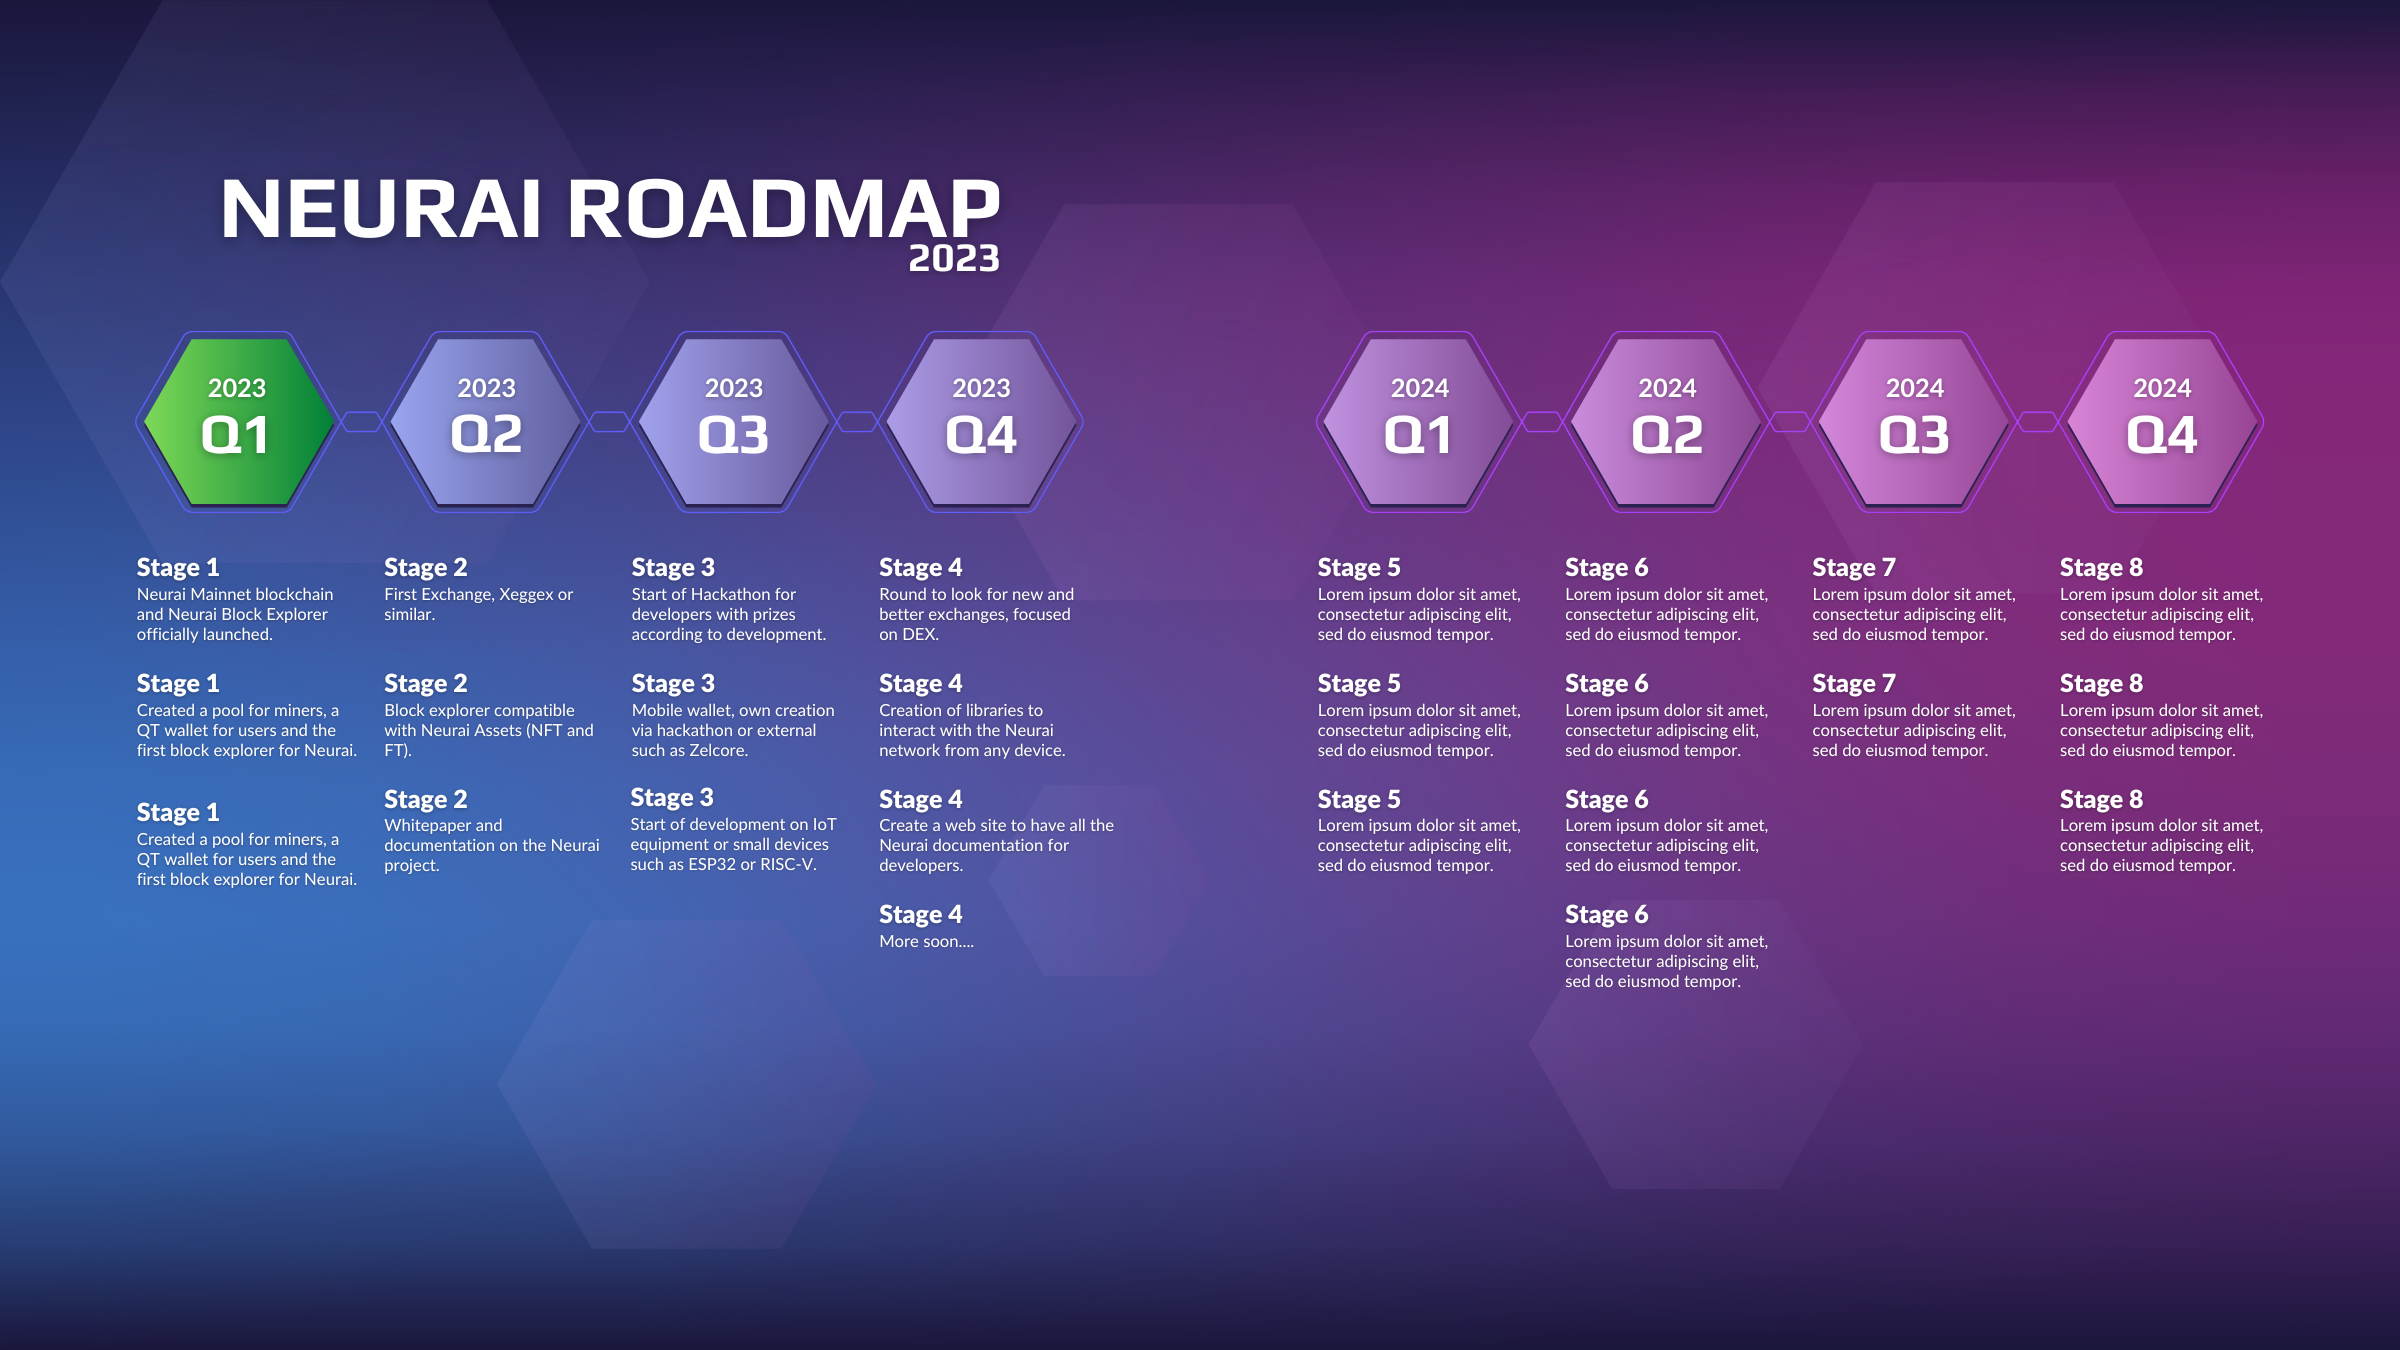 NEURAI ROADMAP
2023
2023
Q1
Stage 1
Neurai Mainnet blockchain
and Neurai Block Explorer
officially launched.
Stage 1
Created a pool for miners, a
QT wallet for users and the
first block explorer for Neurai.
Stage 1
Created a pool for miners, a
QT wallet for users and the
first block explorer for Neurai.
2023
Q2
Stage 2
First Exchange, Xeggex or
similar.
Stage 2
Block explorer compatible
with Neurai Assets (NFT and
FT).
Stage 2
Whitepaper and
documentation on the Neurai
project.
2023
Q3
Stage 3
Start of Hackathon for
developers with prizes
according to development.
Stage 3
Mobile wallet, own creation
via hackathon or external
such as Zelcore.
Stage 3
Start of development on IoT
equipment or small devices
such as ESP32 or RISC-V.
2023
Q4
Stage 4
Round to look for new and
better exchanges, focused
on DEX.
Stage 4
Creation of libraries to
interact with the Neurai
network from any device.
Stage 4
Create a web site to have all the
Neurai documentation for
developers.
Stage 4
More soon....
2024
Q1
Stage 5
Lorem ipsum dolor sit amet,
consectetur adipiscing elit,
sed do eiusmod tempor.
Stage 5
Lorem ipsum dolor sit amet,
consectetur adipiscing elit,
sed do eiusmod tempor.
Stage 5
Lorem ipsum dolor sit amet,
consectetur adipiscing elit,
sed do eiusmod tempor.
2024
Q2
Stage 6
Lorem ipsum dolor sit amet,
consectetur adipiscing elit,
sed do eiusmod tempor.
Stage 6
Lorem ipsum dolor sit amet,
consectetur adipiscing elit,
sed do eiusmod tempor.
Stage 6
Lorem ipsum dolor sit amet,
consectetur adipiscing elit,
sed do eiusmod tempor.
Stage 6
Lorem ipsum dolor sit amet,
consectetur adipiscing elit,
sed do eiusmod tempor.
2024
Q3
Stage 7
Lorem ipsum dolor sit amet,
consectetur adipiscing elit,
sed do eiusmod tempor.
Stage 7
Lorem ipsum dolor sit amet,
consectetur adipiscing elit,
sed do eiusmod tempor.
2024
Q4
Stage 8
Lorem ipsum dolor sit amet,
consectetur adipiscing elit,
sed do eiusmod tempor.
Stage 8
Lorem ipsum dolor sit amet,
consectetur adipiscing elit,
sed do eiusmod tempor.
Stage 8
Lorem ipsum dolor sit amet,
consectetur adipiscing elit,
sed do eiusmod tempor.